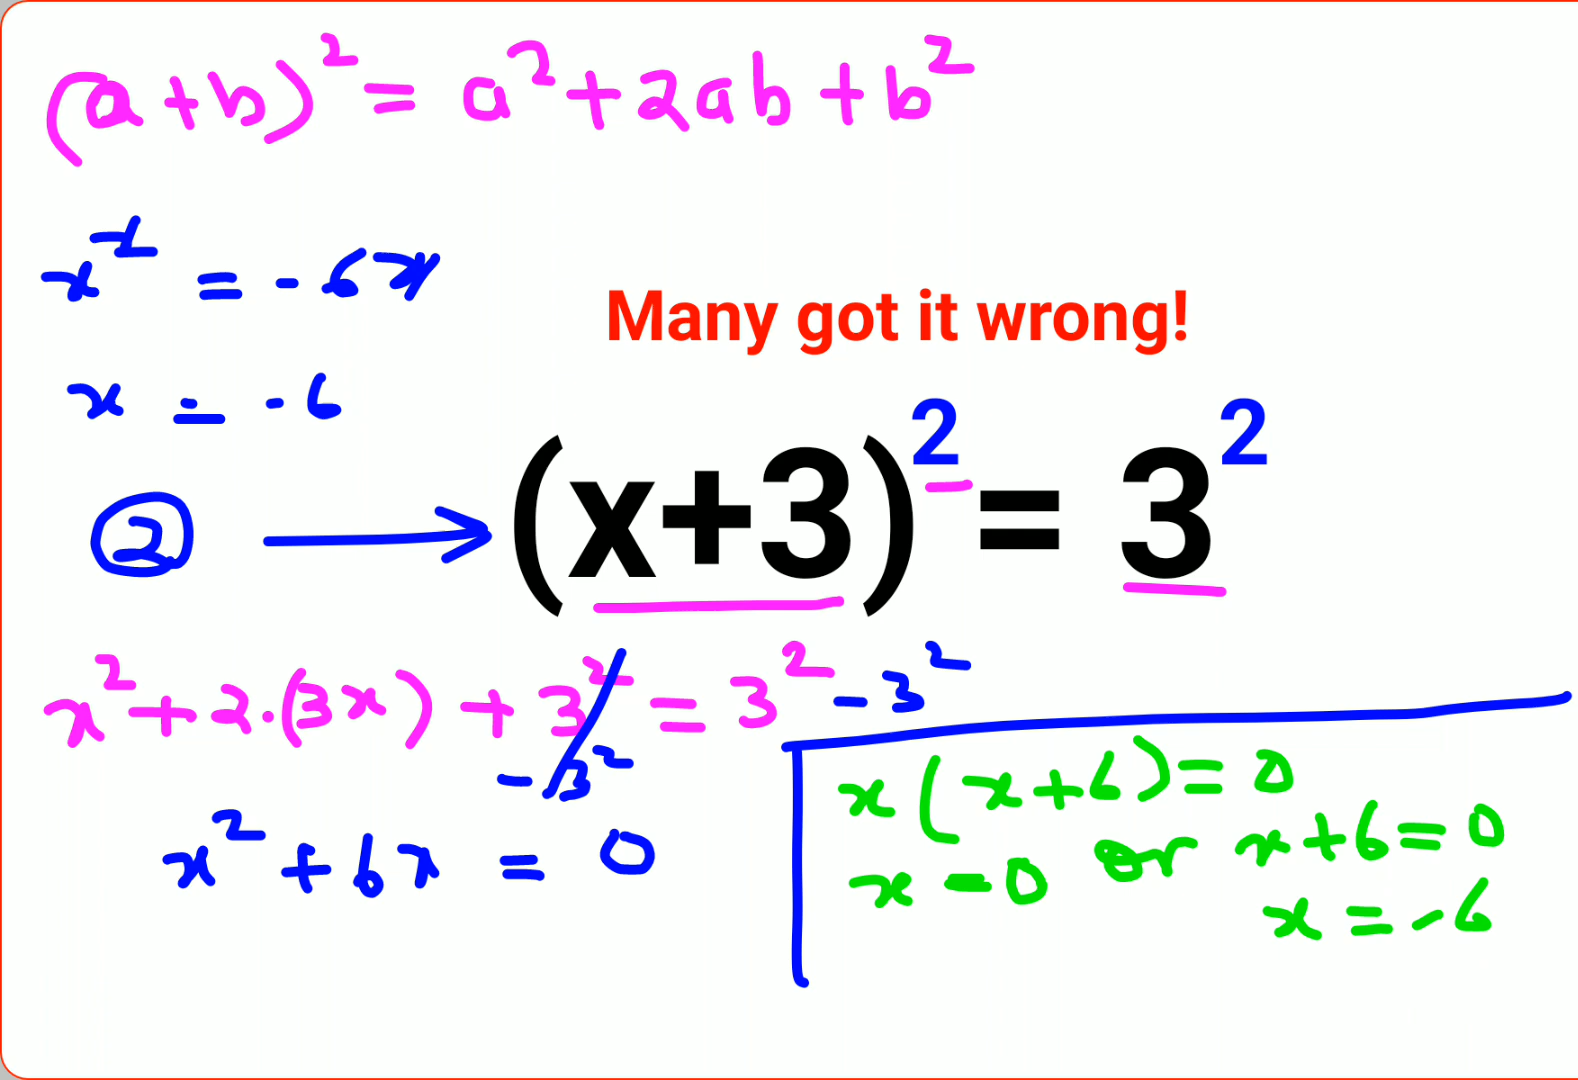 (a+b)² = a² + 2ab + b²
x² = -6x
x = -6
Many got it wrong!
2 → (x+3)² = 3²
x² + 2·(3x) + 3² = 3² - 3²
- 3²
x² + 6x = 0
x(x+6) = 0
x = 0 or x+6 = 0
x = -6